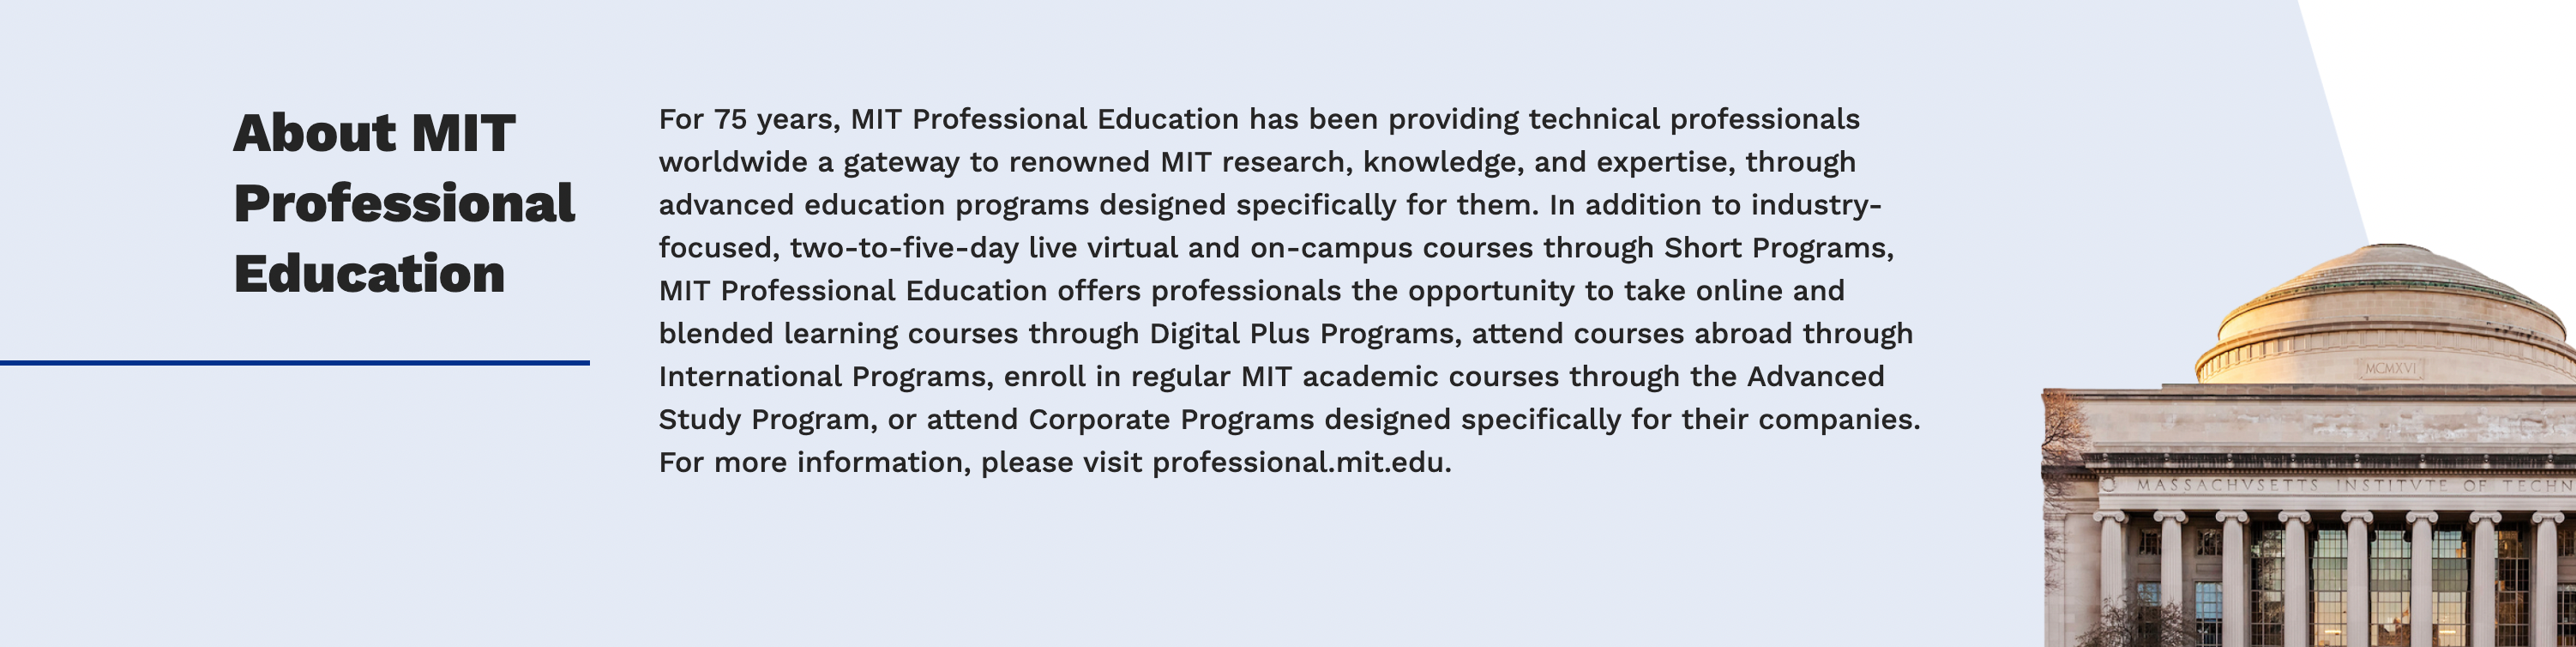 About MIT
Professional
Education
For 75 years, MIT Professional Education has been providing technical professionals
worldwide a gateway to renowned MIT research, knowledge, and expertise, through
advanced education programs designed specifically for them. In addition to industry-
focused, two-to-five-day live virtual and on-campus courses through Short Programs,
MIT Professional Education offers professionals the opportunity to take online and
blended learning courses through Digital Plus Programs, attend courses abroad through
International Programs, enroll in regular MIT academic courses through the Advanced
Study Program, or attend Corporate Programs designed specifically for their companies.
For more information, please visit professional.mit.edu.
MCMXVI
MASSACHVSETTS INSTITVTE OF TECHN